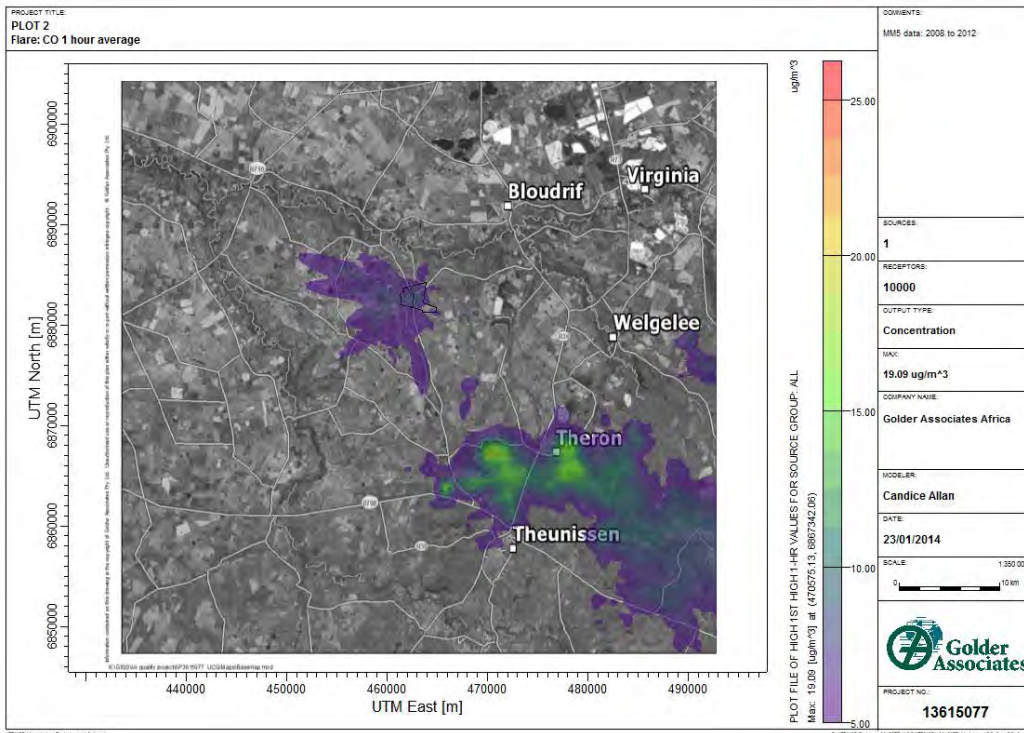 PROJECT TITLE:
PLOT 2
Flare: CO 1 hour average
COMMENTS:
MM5 data: 2008 to 2012
SOURCES:
1
RECEPTORS:
10000
OUTPUT TYPE:
Concentration
MAX:
19.09 ug/m^3
COMPANY NAME:
Golder Associates Africa
MODELER:
Candice Allan
DATE:
23/01/2014
SCALE:
0
10 km
Golder
Associates
PROJECT NO.:
13615077
UTM North [m]
6900000
6890000
6880000
6870000
6860000
6850000
Bloudrif
Virginia
Welgelee
Theron
Theunissen
440000
450000
460000
470000
480000
490000
UTM East [m]
ug/m^3
25.00
20.00
15.00
10.00
5.00
PLOT FILE OF HIGH 1ST HIGH 1-HR VALUES FOR SOURCE GROUP: ALL
Max: 19.09 [ug/m^3] at (470575.13, 6867342.06)